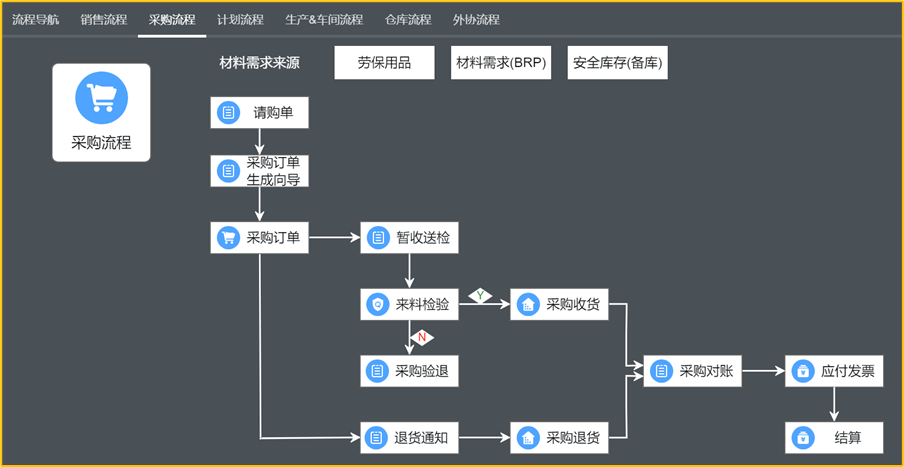 流程导航 销售流程 采购流程 计划流程 生产&车间流程 仓库流程 外协流程
材料需求来源 劳保用品 材料需求(BRP) 安全库存(备库)
采购流程
请购单
采购订单
生成向导
采购订单 暂收送检
来料检验 Y 采购收货
N
采购验退 采购对账 应付发票
退货通知 采购退货 结算